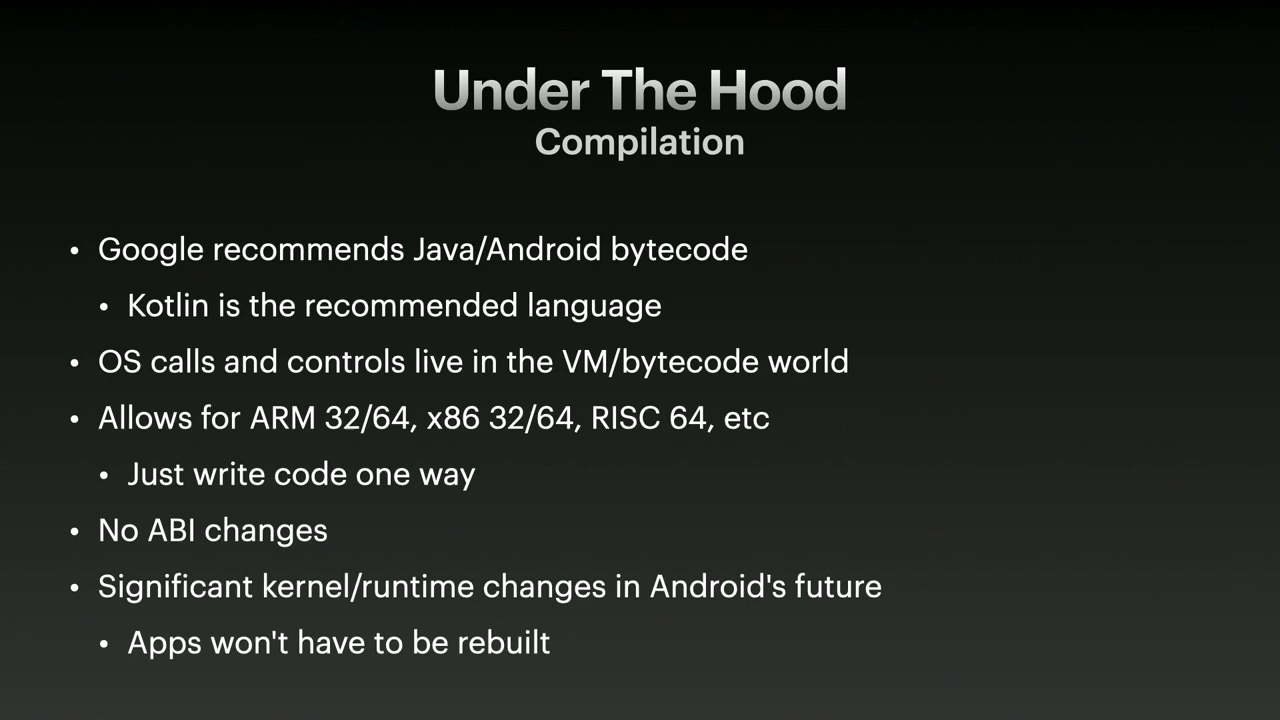 Under The Hood
Compilation
• Google recommends Java/Android bytecode
• Kotlin is the recommended language
• OS calls and controls live in the VM/bytecode world
• Allows for ARM 32/64, x86 32/64, RISC 64, etc
• Just write code one way
• No ABI changes
• Significant kernel/runtime changes in Android's future
• Apps won't have to be rebuilt